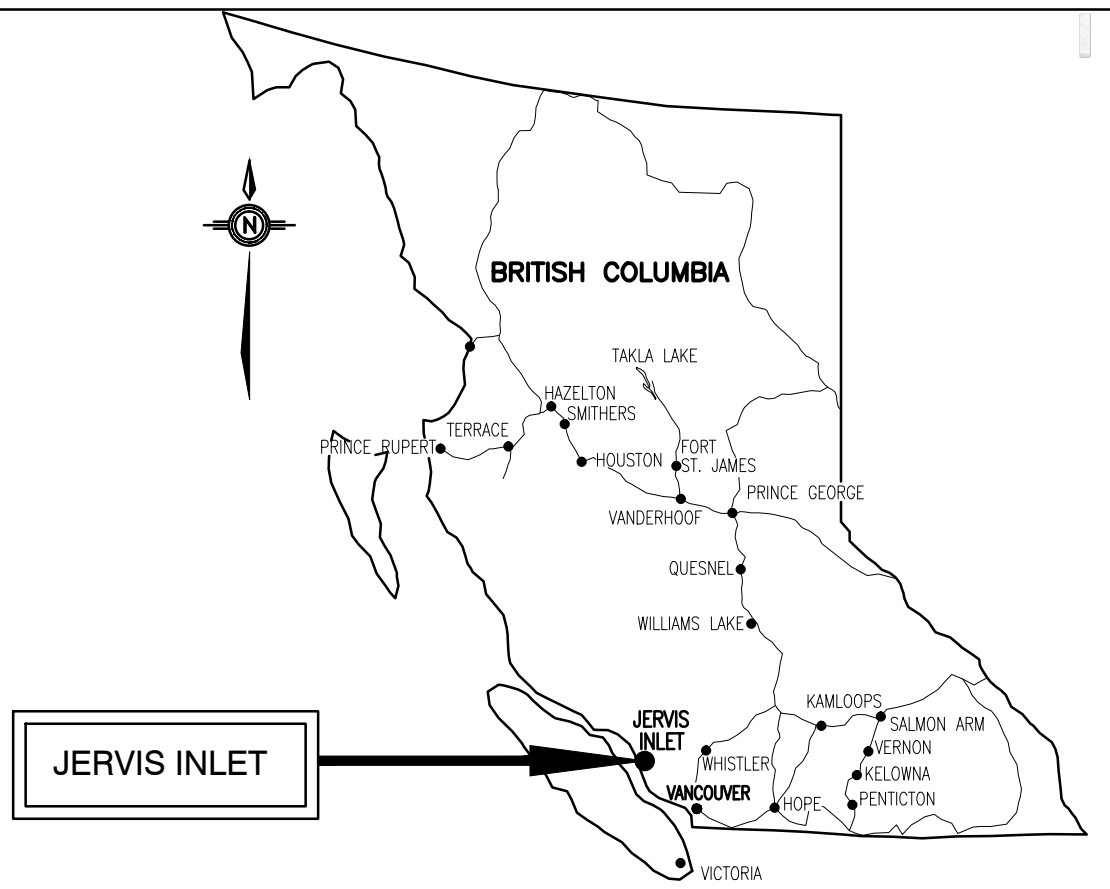 N
BRITISH COLUMBIA
TAKLA LAKE
HAZELTON
SMITHERS
TERRACE
PRINCE RUPERT
HOUSTON
FORT
ST. JAMES
PRINCE GEORGE
VANDERHOOF
QUESNEL
WILLIAMS LAKE
KAMLOOPS
SALMON ARM
JERVIS
INLET
VERNON
WHISTLER
JERVIS INLET
KELOWNA
VANCOUVER
PENTICTON
HOPE
VICTORIA